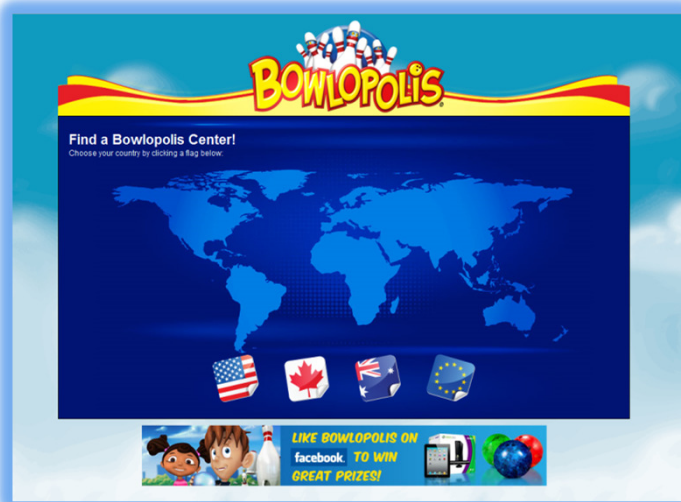 BOWLOPOLIS
Find a Bowlopolis Center!
Choose your country by clicking a flag below:
LIKE BOWLOPOLIS ON
facebook. TO WIN
GREAT PRIZES!